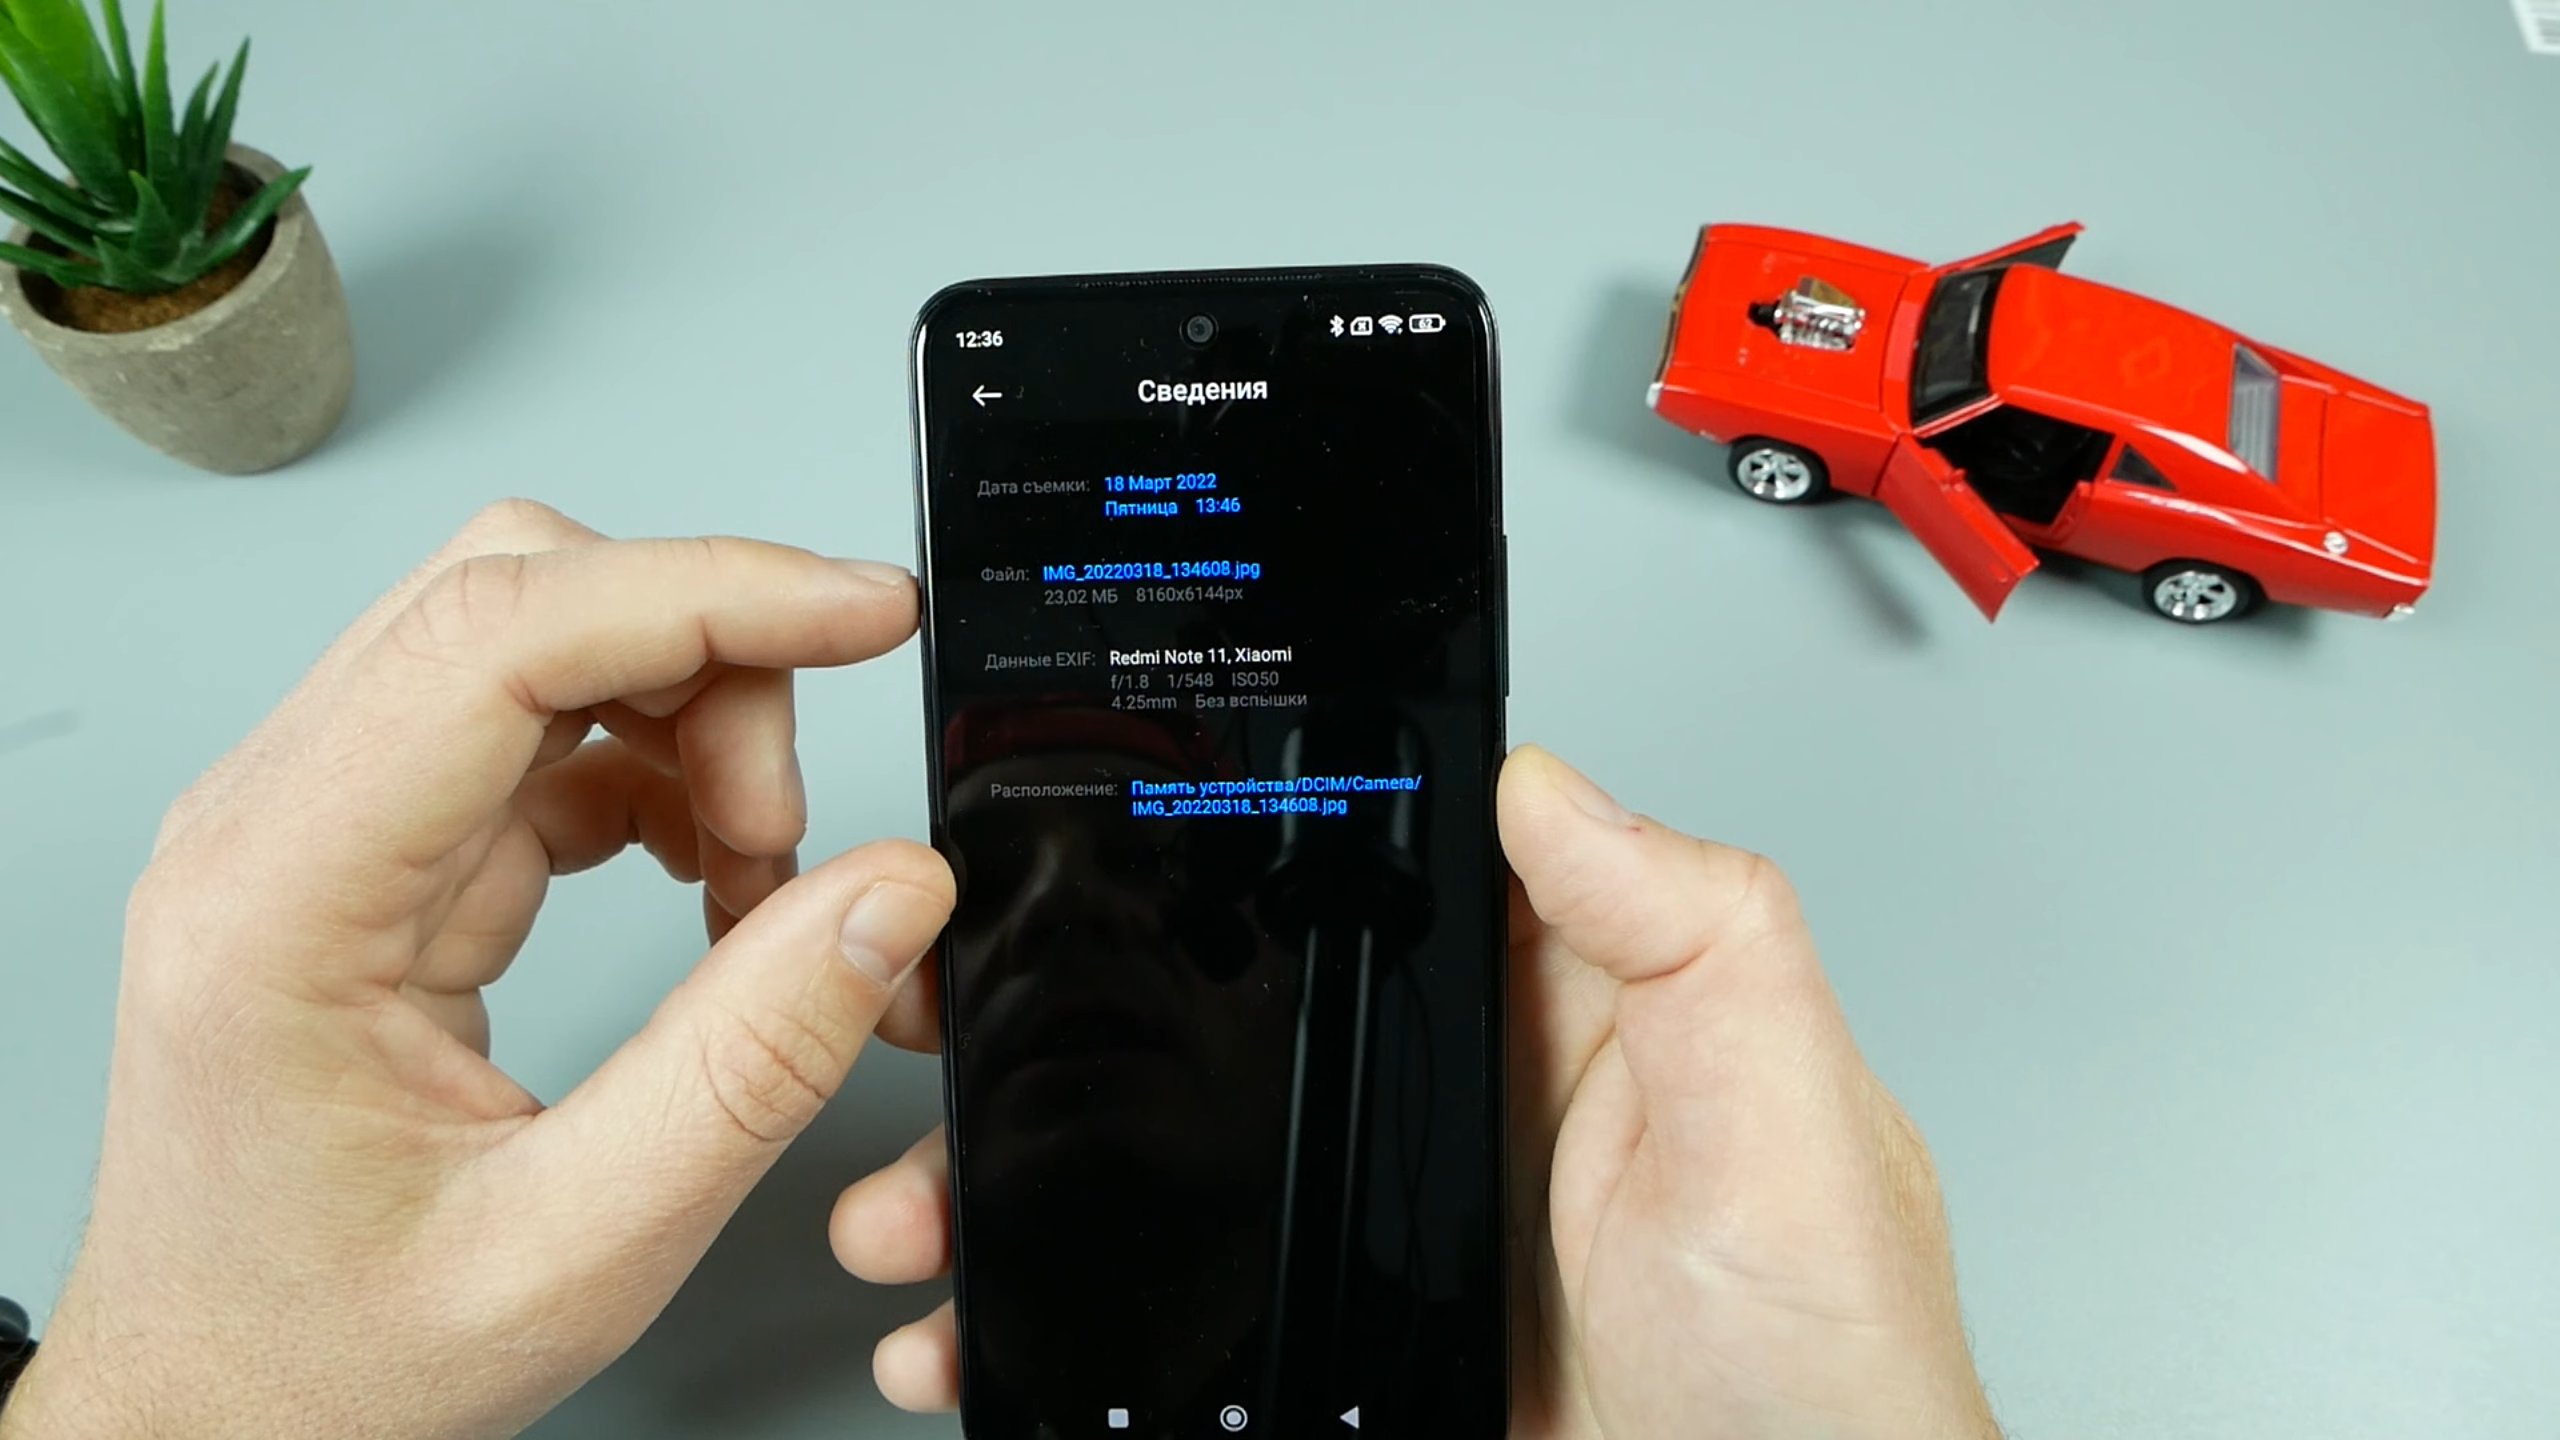 12:36
62
Сведения
Дата съемки: 18 Март 2022
Пятница 13:46
Файл: IMG_20220318_134608.jpg
23,02 МБ 8160x6144px
Данные EXIF: Redmi Note 11, Xiaomi
f/1.8 1/548 ISO50
4.25mm Без вспышки
Расположение: Память устройства/DCIM/Camera/
IMG_20220318_134608.jpg